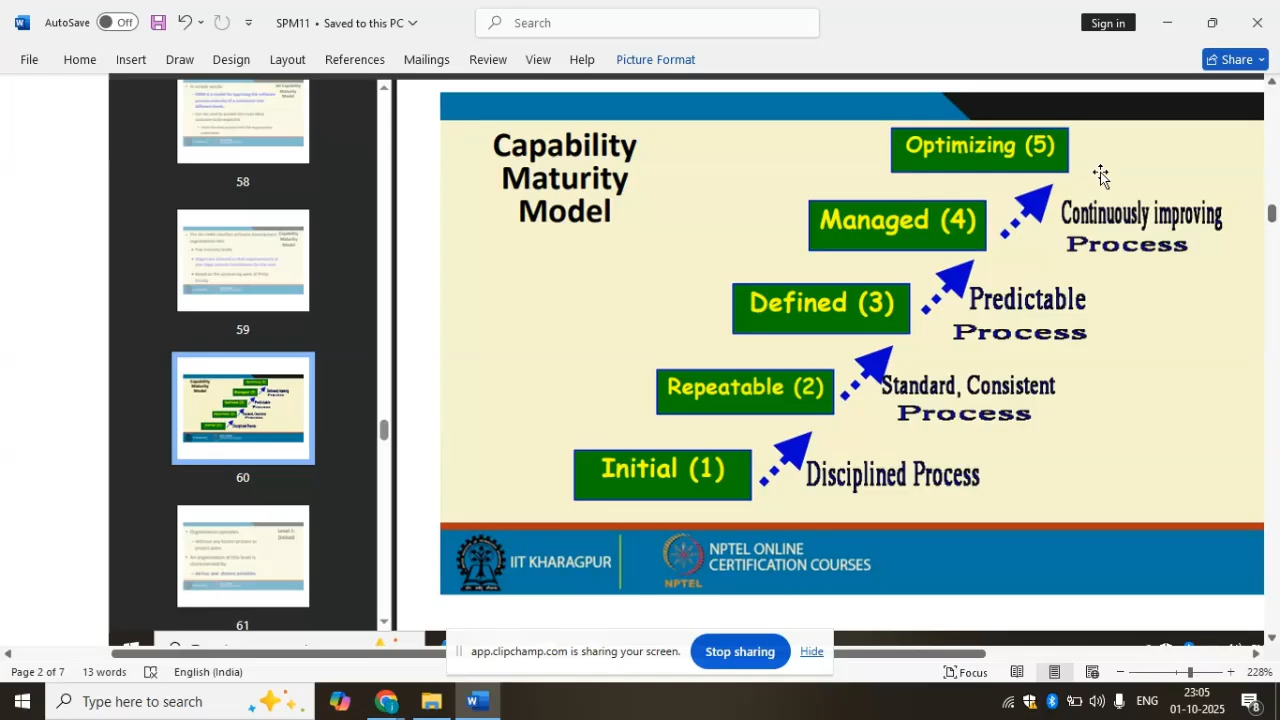 AutoSave Off SPM11 • Saved to this PC Search Sign in
File Home Insert Draw Design Layout References Mailings Review View Help Picture Format Share
58
59
60
61
Capability
Maturity
Model
Optimizing (5)
Continuously improving
Process
Managed (4)
Predictable
Process
Defined (3)
Standard, Consistent
Process
Repeatable (2)
Disciplined Process
Initial (1)
IIT KHARAGPUR
NPTEL
NPTEL ONLINE
CERTIFICATION COURSES
app.clipchamp.com is sharing your screen. Stop sharing Hide
Page 2 of 7 13 words English (India) Focus 228%
Type here to search ENG 23:05
01-10-2025 8